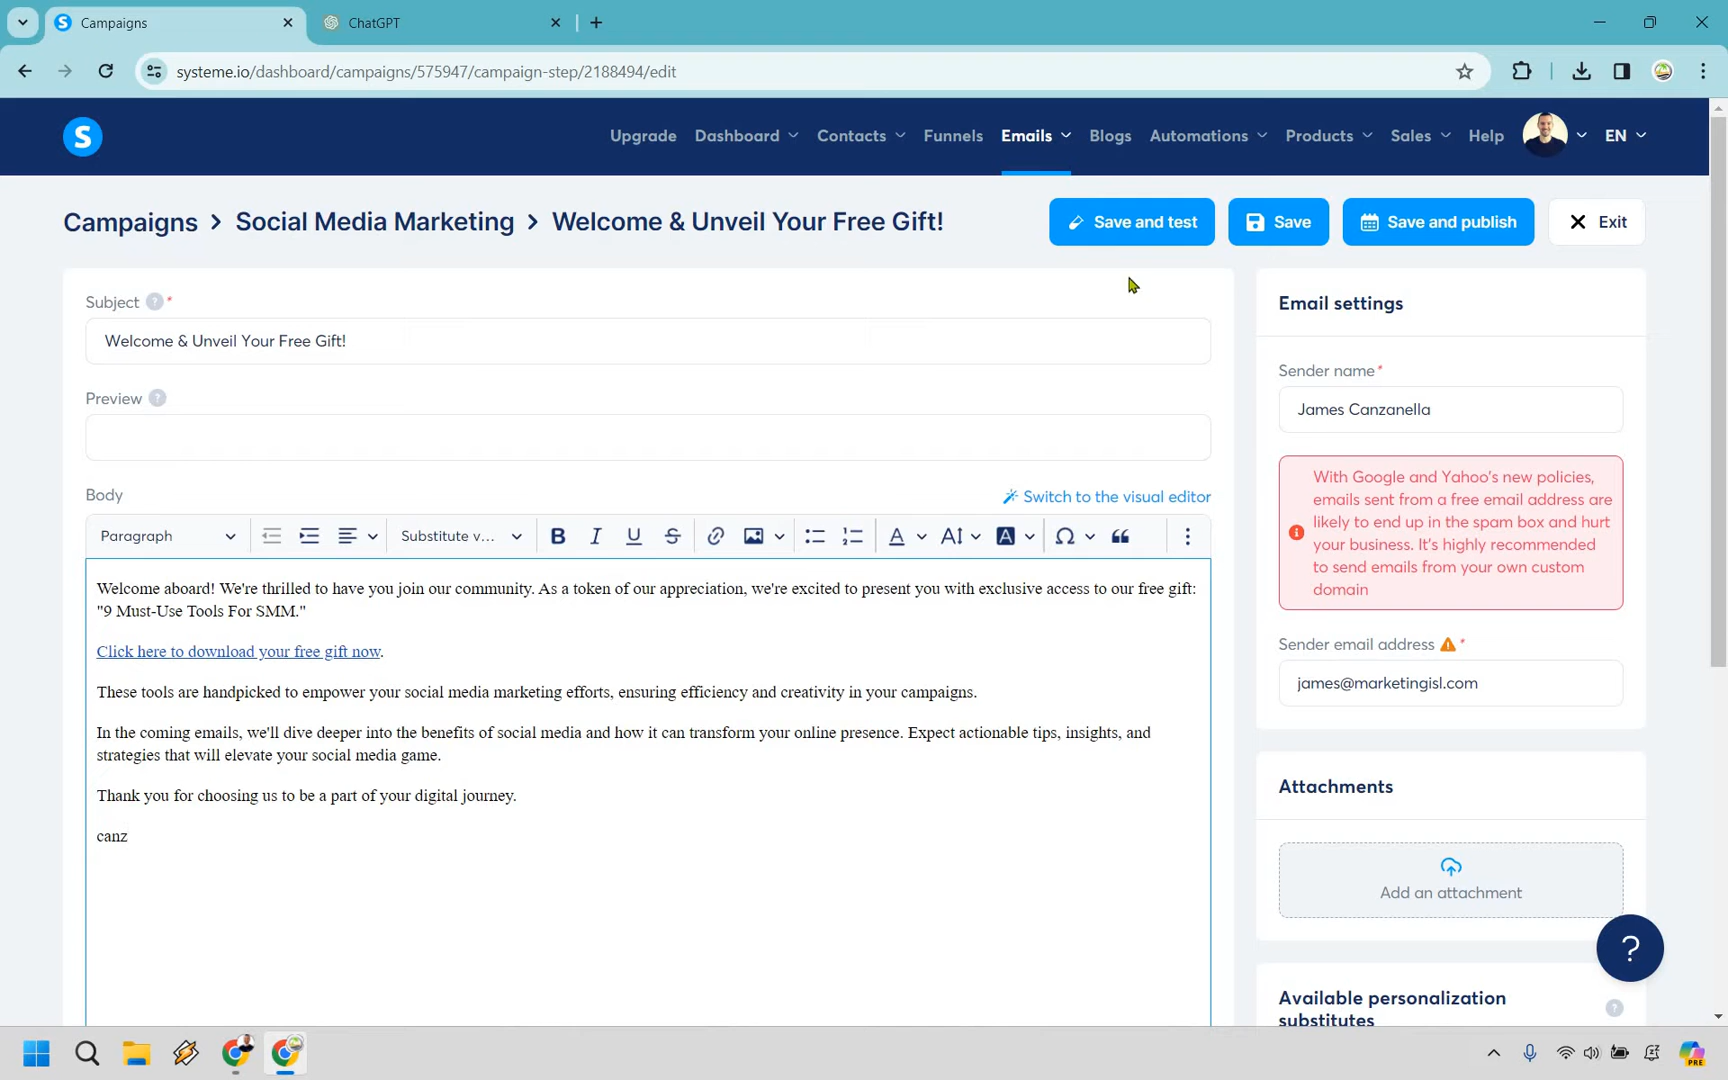 Campaigns
ChatGPT
systeme.io/dashboard/campaigns/575947/campaign-step/2188494/edit
S
Upgrade Dashboard Contacts Funnels Emails Blogs Automations Products Sales Help EN
Campaigns > Social Media Marketing > Welcome & Unveil Your Free Gift!
Save and test
Save
Save and publish
Exit
Subject ? *
Welcome & Unveil Your Free Gift!
Preview ?
Body
Switch to the visual editor
Paragraph
Substitute v...
B I U S
Welcome aboard! We're thrilled to have you join our community. As a token of our appreciation, we're excited to present you with exclusive access to our free gift:
"9 Must-Use Tools For SMM."
Click here to download your free gift now.
These tools are handpicked to empower your social media marketing efforts, ensuring efficiency and creativity in your campaigns.
In the coming emails, we'll dive deeper into the benefits of social media and how it can transform your online presence. Expect actionable tips, insights, and
strategies that will elevate your social media game.
Thank you for choosing us to be a part of your digital journey.
canz
Email settings
Sender name *
James Canzanella
With Google and Yahoo's new policies,
emails sent from a free email address are
likely to end up in the spam box and hurt
your business. It's highly recommended
to send emails from your own custom
domain
Sender email address *
james@marketingisl.com
Attachments
Add an attachment
?
Available personalization
substitutes
?
PRE